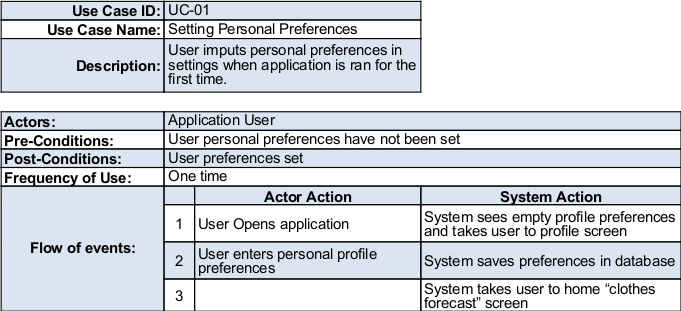 Use Case ID: UC-01
Use Case Name: Setting Personal Preferences
Description: User imputs personal preferences in
settings when application is ran for the
first time.
Actors: Application User
Pre-Conditions: User personal preferences have not been set
Post-Conditions: User preferences set
Frequency of Use: One time
Flow of events:
Actor Action System Action
1 User Opens application System sees empty profile preferences
and takes user to profile screen
2 User enters personal profile
preferences System saves preferences in database
3 System takes user to home “clothes
forecast” screen